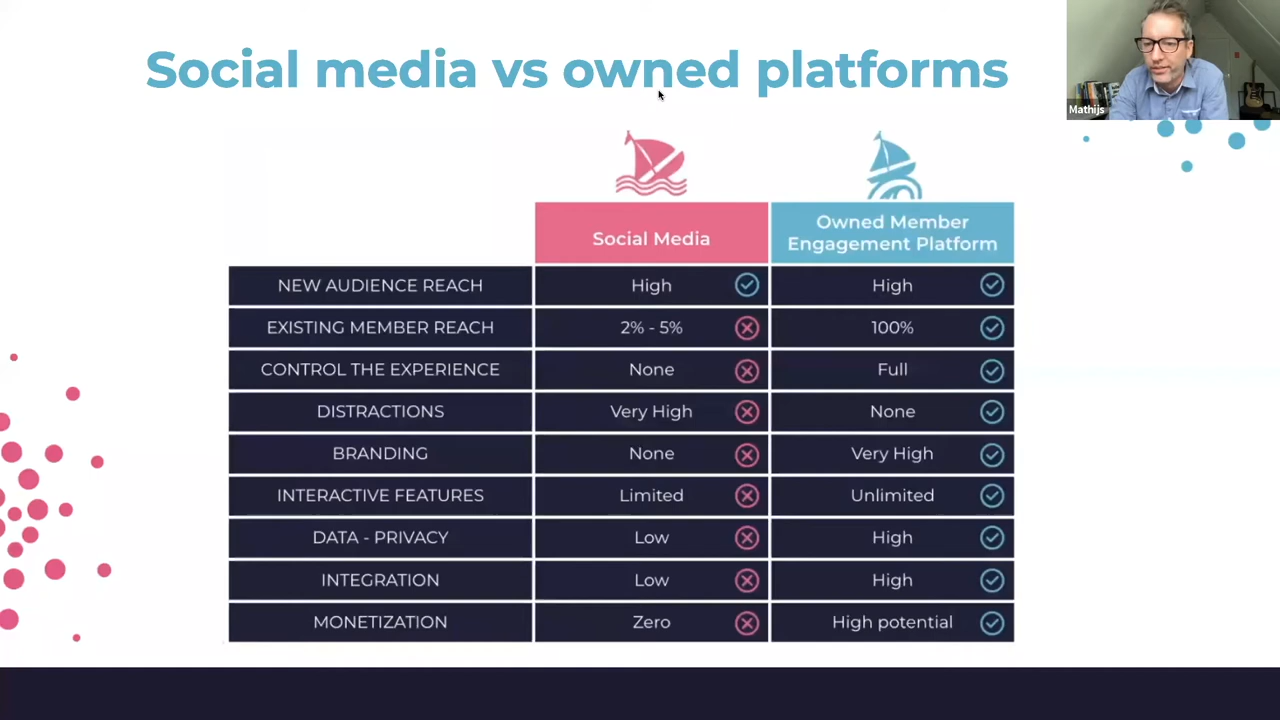 Social media vs owned platforms
Mathijs
Social Media
Owned Member
Engagement Platform
NEW AUDIENCE REACH High High
EXISTING MEMBER REACH 2% - 5% 100%
CONTROL THE EXPERIENCE None Full
DISTRACTIONS Very High None
BRANDING None Very High
INTERACTIVE FEATURES Limited Unlimited
DATA - PRIVACY Low High
INTEGRATION Low High
MONETIZATION Zero High potential